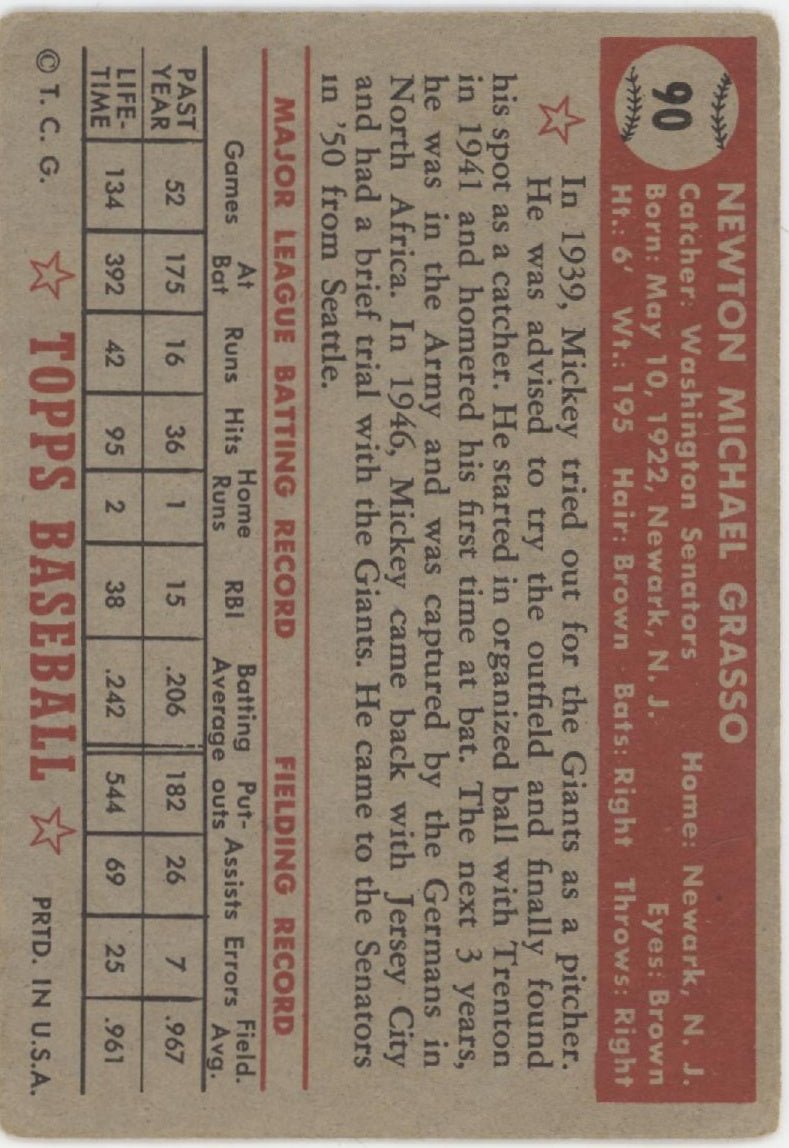 90
NEWTON MICHAEL GRASSO
Catcher: Washington Senators Home: Newark, N. J.
Born: May 10, 1922, Newark, N. J. Eyes: Brown
Ht.: 6' Wt.: 195 Hair: Brown Bats: Right Throws: Right
In 1939, Mickey tried out for the Giants as a pitcher.
He was advised to try the outfield and finally found
his spot as a catcher. He started in organized ball with Trenton
in 1941 and homered his first time at bat. The next 3 years,
he was in the Army and was captured by the Germans in
North Africa. In 1946, Mickey came back with Jersey City
and had a brief trial with the Giants. He came to the Senators
in '50 from Seattle.
MAJOR LEAGUE BATTING RECORD FIELDING RECORD
Games At Bat Runs Hits Home Runs RBI Batting Average Put-outs Assists Errors Field. Avg.
PAST YEAR 52 175 16 36 1 15 .206 182 26 7 .967
LIFE-TIME 134 392 42 95 2 38 .242 544 69 25 .961
© T. C. G. TOPPS BASEBALL PRTD. IN U.S.A.